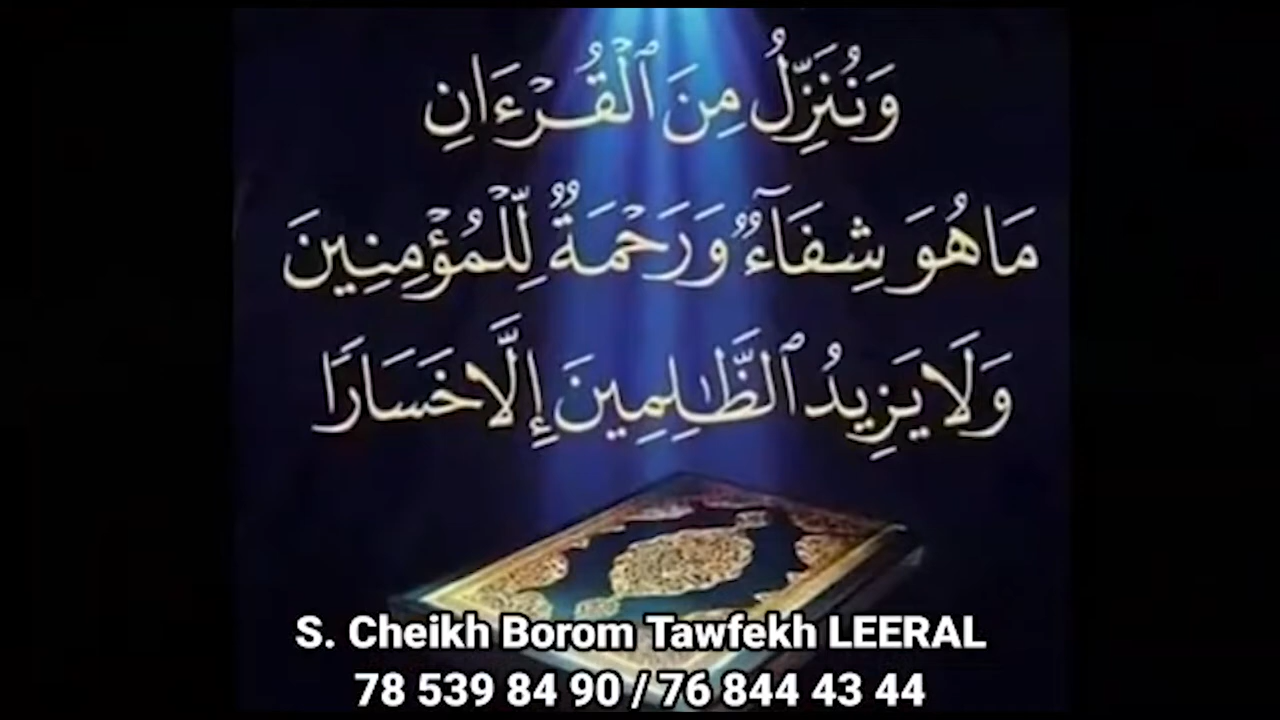 وَنُنَزِّلُ مِنَ ٱلْقُرْءَانِ
مَا هُوَ شِفَآءٌ وَرَحْمَةٌ لِّلْمُؤْمِنِينَ
وَلَا يَزِيدُ ٱلظَّٰلِمِينَ إِلَّا خَسَارًا
S. Cheikh Borom Tawfekh LEERAL
78 539 84 90 / 76 844 43 44